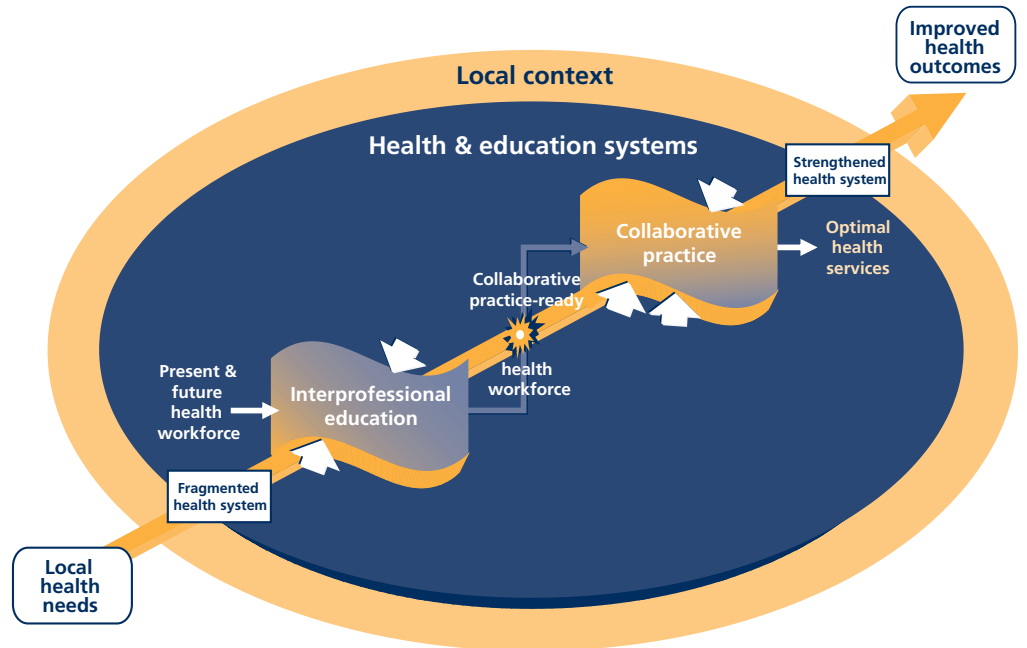 Improved
health
outcomes
Local context
Health & education systems
Strengthened
health system
Collaborative
practice
Optimal
health
services
Collaborative
practice-ready
health
workforce
Present &
future
health
workforce
Interprofessional
education
Fragmented
health system
Local
health
needs